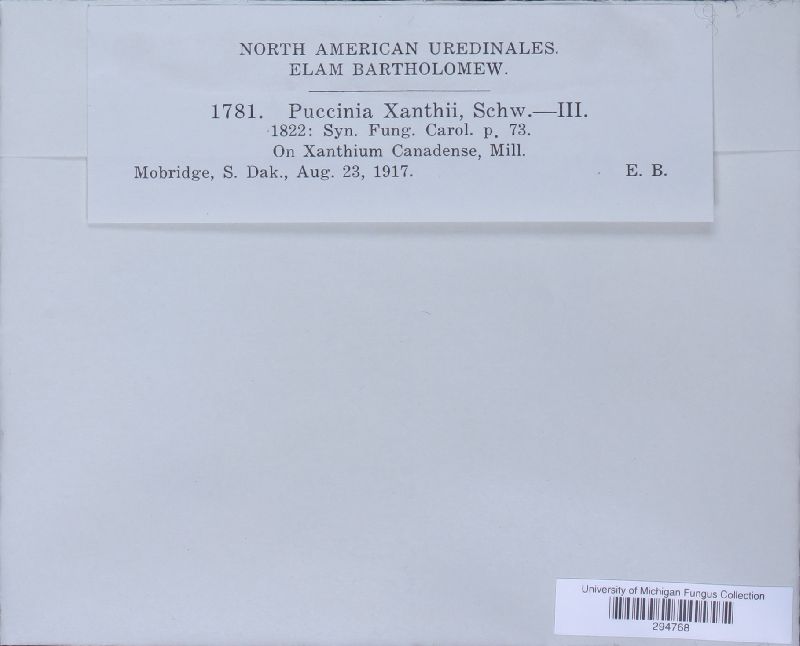 NORTH AMERICAN UREDINALES.
ELAM BARTHOLOMEW.
1781. Puccinia Xanthii, Schw.—III.
1822: Syn. Fung. Carol. p. 73.
On Xanthium Canadense, Mill.
Mobridge, S. Dak., Aug. 23, 1917. E. B.
University of Michigan Fungus Collection
294768